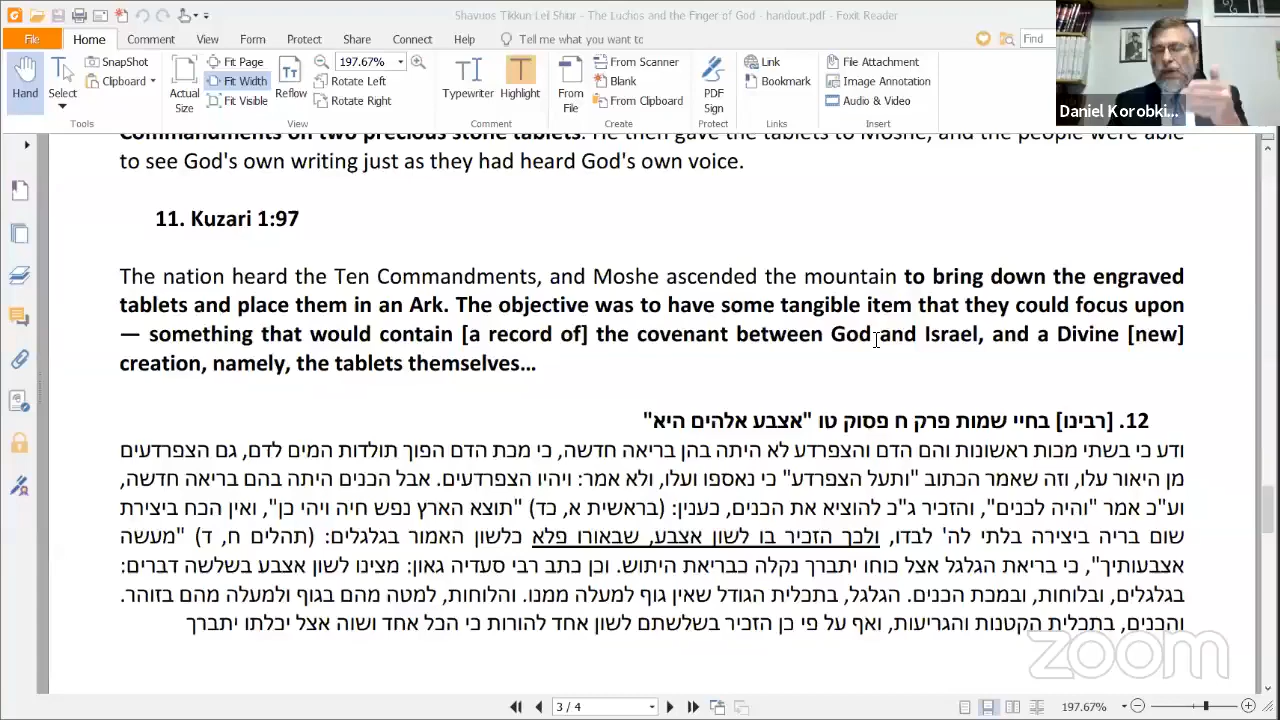 Shavuos Tikkun Leil Shiur - The Luchos and the Finger of God - handout.pdf - Foxit Reader
File Home Comment View Form Protect Share Connect Help Tell me what you want to do Find
Hand
Select
SnapShot
Clipboard
Tools
Actual Size
Fit Page
Fit Width
Fit Visible
Reflow
197.67%
Rotate Left
Rotate Right
View
Typewriter
Highlight
Comment
From File
From Scanner
Blank
From Clipboard
Create
PDF Sign
Protect
Link
Bookmark
Links
File Attachment
Image Annotation
Audio & Video
Insert
Daniel Korobki...
Commandments on two precious stone tablets. He then gave the tablets to Moshe, and the people were able
to see God's own writing just as they had heard God's own voice.
11. Kuzari 1:97
The nation heard the Ten Commandments, and Moshe ascended the mountain to bring down the engraved
tablets and place them in an Ark. The objective was to have some tangible item that they could focus upon
— something that would contain [a record of] the covenant between God and Israel, and a Divine [new]
creation, namely, the tablets themselves…
12. [רבינו] בחיי שמות פרק ח פסוק טו "אצבע אלהים היא"
ודע כי בשתי מכות ראשונות והם הדם והצפרדע לא היתה בהן בריאה חדשה, כי מכת הדם הפוך תולדות המים לדם, גם הצפרדעים
מן היאור עלו, וזה שאמר הכתוב "ותעל הצפרדע" כי נאספו ועלו, ולא אמר: ויהיו הצפרדעים. אבל הכנים היתה בהם בריאה חדשה,
וע"כ אמר "והיה לכנים", והזכיר ג"כ להוציא את הכנים, כענין: (בראשית א, כד) "תוצא הארץ נפש חיה ויהי כן", ואין הכח ביצירת
שום בריה ביצירה בלתי לה' לבדו, ולכך הזכיר בו לשון אצבע, שבאורו פלא כלשון האמור בגלגלים: (תהלים ח, ד) "מעשה
אצבעותיך", כי בריאת הגלגל אצל כוחו יתברך נקלה כבריאת היתוש. וכן כתב רבי סעדיה גאון: מצינו לשון אצבע בשלשה דברים:
בגלגלים, ובלוחות, ובמכת הכנים. הגלגל, בתכלית הגודל שאין גוף למעלה ממנו. והלוחות, למטה מהם בגוף ולמעלה מהם בזוהר.
והכנים, בתכלית הקטנות והגריעות, ואף על פי כן הזכיר בשלשתם לשון אחד להורות כי הכל אחד ושוה אצל יכלתו יתברך
zoom
3 / 4
197.67%